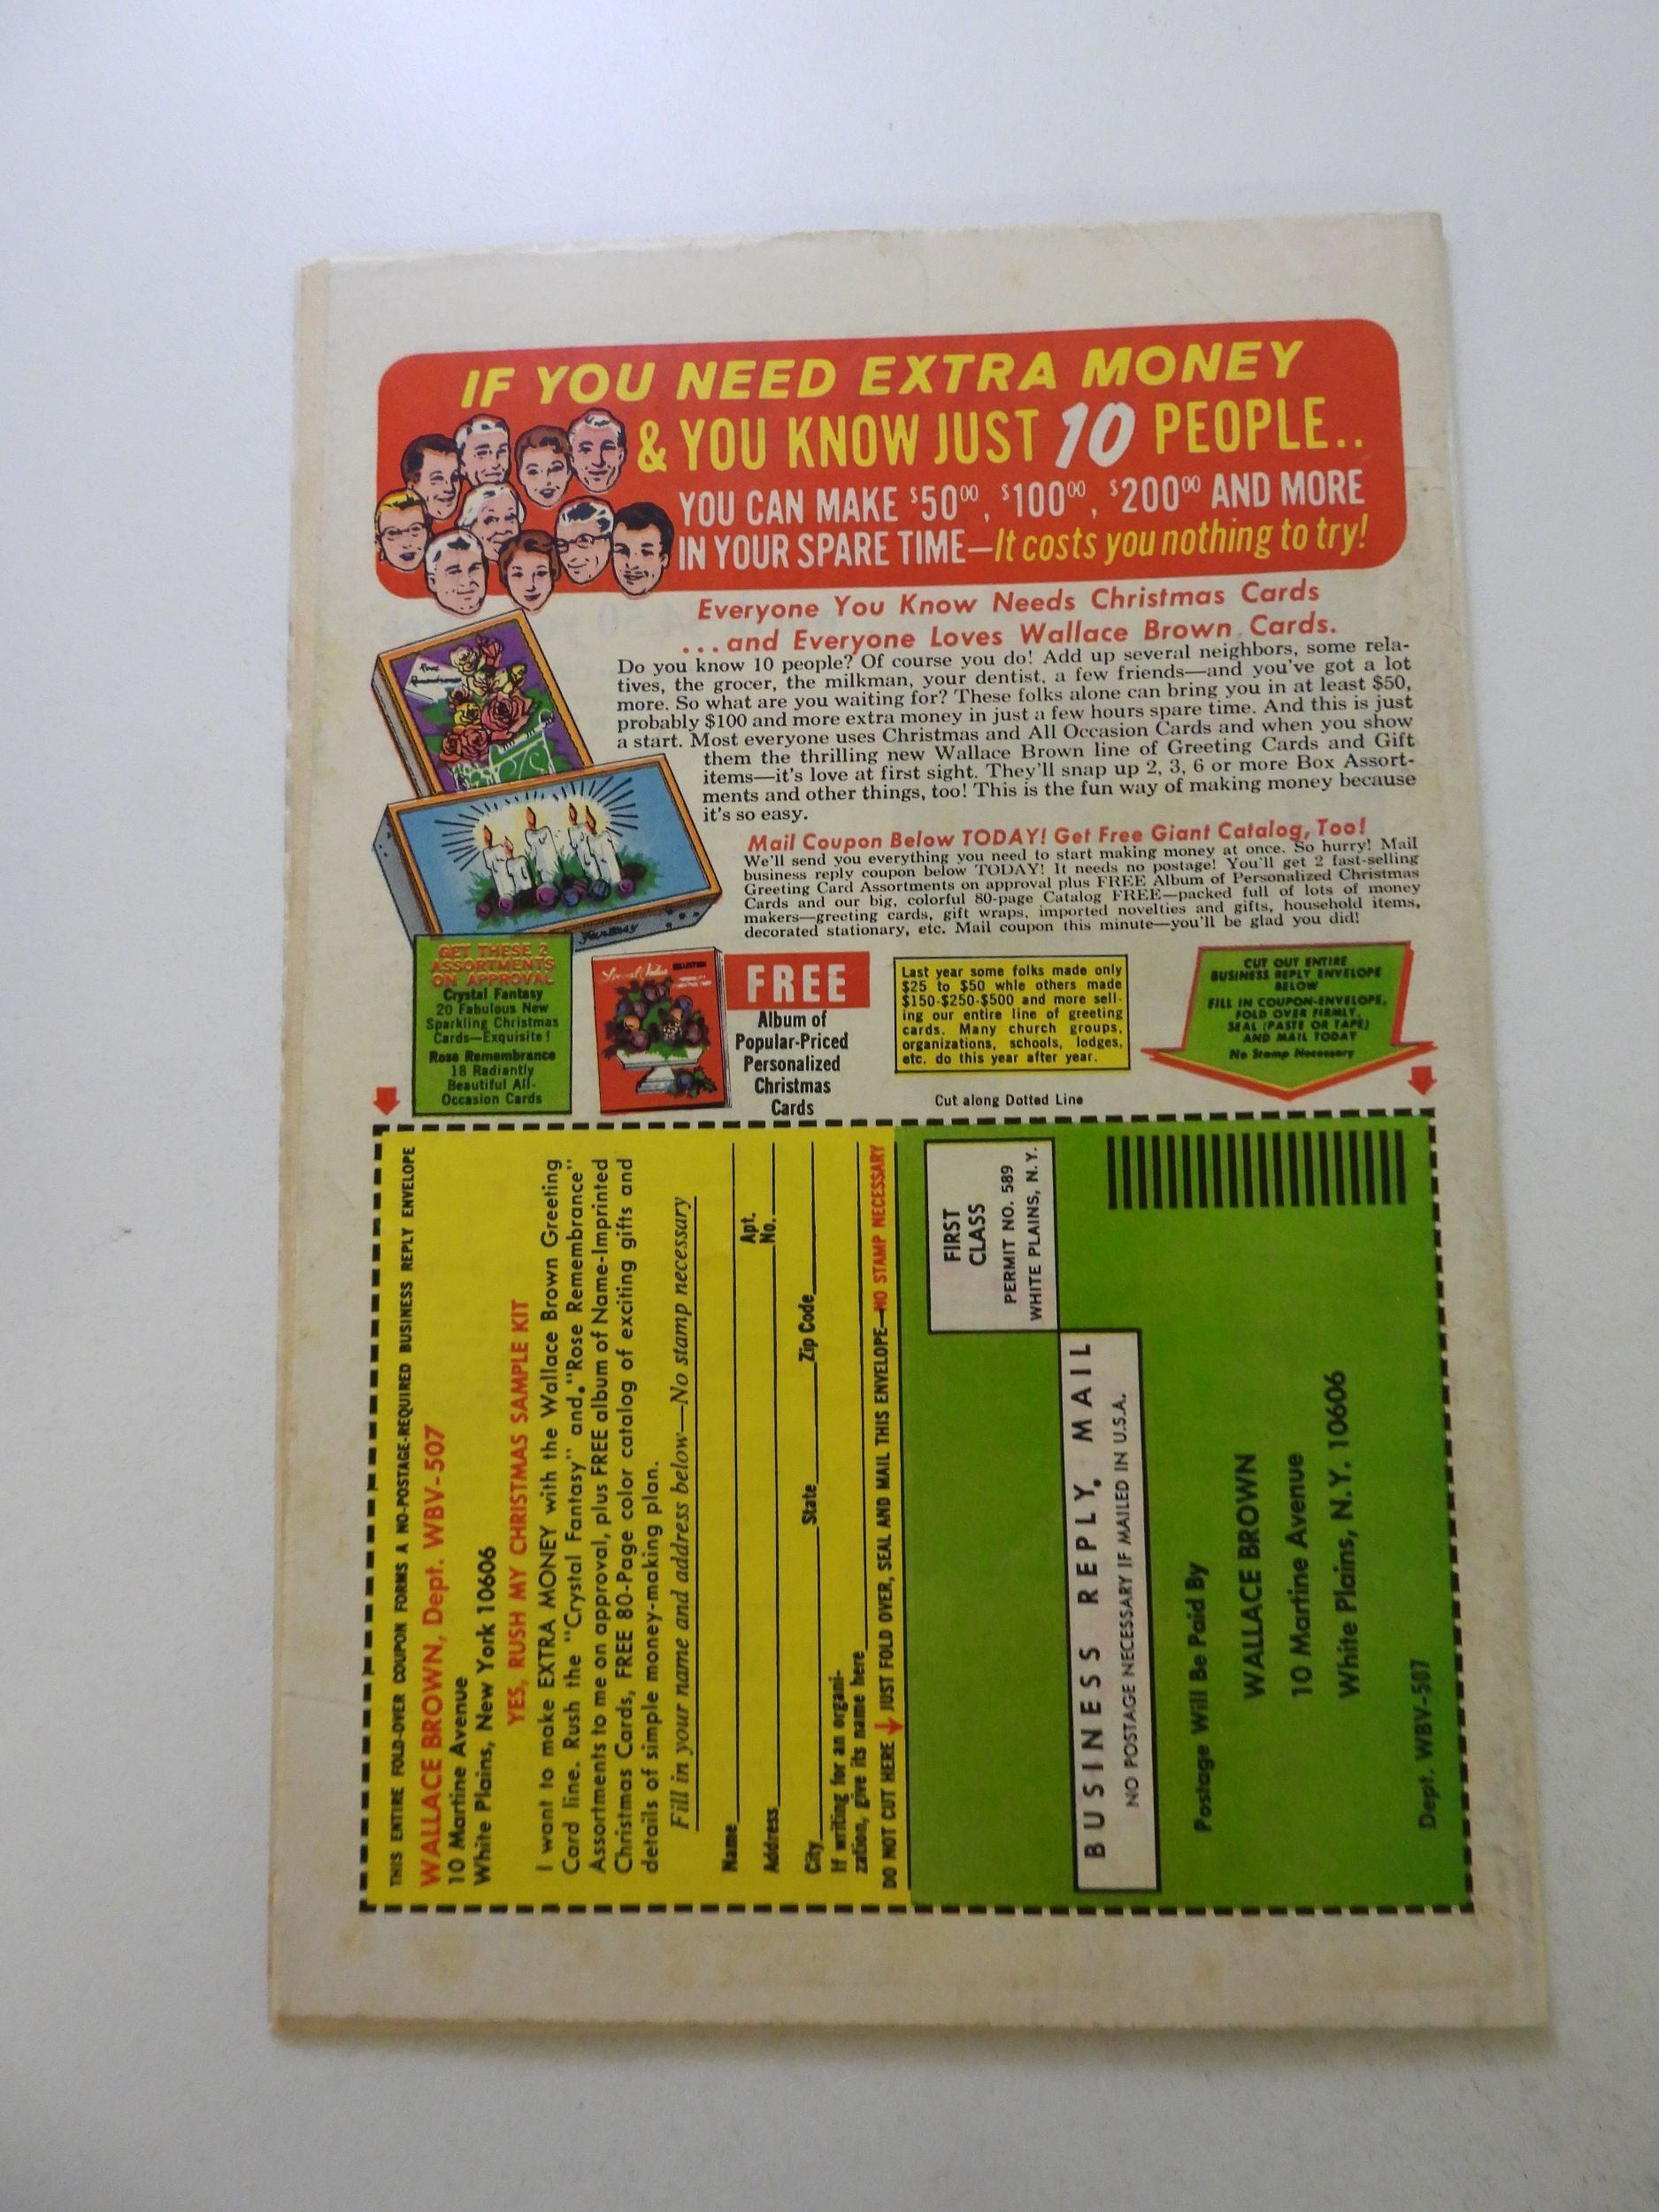 IF YOU NEED EXTRA MONEY
& YOU KNOW JUST 10 PEOPLE..
YOU CAN MAKE $50⁰⁰, $100⁰⁰, $200⁰⁰ AND MORE
IN YOUR SPARE TIME—It costs you nothing to try!
Everyone You Know Needs Christmas Cards
...and Everyone Loves Wallace Brown Cards.
Do you know 10 people? Of course you do! Add up several neighbors, some rela-
tives, the grocer, the milkman, your dentist, a few friends—and you've got a lot
more. So what are you waiting for? These folks alone can bring you in at least $50,
probably $100 and more extra money in just a few hours spare time. And this is just
a start. Most everyone uses Christmas and All Occasion Cards and when you show
them the thrilling new Wallace Brown line of Greeting Cards and Gift
items—it's love at first sight. They'll snap up 2, 3, 6 or more Box Assort-
ments and other things, too! This is the fun way of making money because
it's so easy.
Mail Coupon Below TODAY! Get Free Giant Catalog, Too!
We'll send you everything you need to start making money at once. So hurry! Mail
business reply coupon below TODAY! It needs no postage! You'll get 2 fast-selling
Greeting Card Assortments on approval plus FREE Album of Personalized Christmas
Cards and our big, colorful 80-page Catalog FREE—packed full of lots of money
makers—greeting cards, gift wraps, imported novelties and gifts, household items,
decorated stationary, etc. Mail coupon this minute—you'll be glad you did!
Rose
Remembrance
Fantasy
GET THESE 2
ASSORTMENTS
ON APPROVAL
Crystal Fantasy
20 Fabulous New
Sparkling Christmas
Cards—Exquisite!
Rose Remembrance
18 Radiantly
Beautiful All-
Occasion Cards
COLLECTION
FREE
Album of
Popular-Priced
Personalized
Christmas
Cards
Last year some folks made only
$25 to $50 whle others made
$150-$250-$500 and more sell-
ing our entire line of greeting
cards. Many church groups,
organizations, schools, lodges,
etc. do this year after year.
CUT OUT ENTIRE
BUSINESS REPLY ENVELOPE
BELOW
FILL IN COUPON-ENVELOPE,
FOLD OVER FIRMLY,
SEAL (PASTE OR TAPE)
AND MAIL TODAY
No Stamp Necessary
Cut along Dotted Line
THIS ENTIRE FOLD-OVER COUPON FORMS A NO-POSTAGE-REQUIRED BUSINESS REPLY ENVELOPE
WALLACE BROWN, Dept. WBV-507
10 Martine Avenue
White Plains, New York 10606
YES, RUSH MY CHRISTMAS SAMPLE KIT
I want to make EXTRA MONEY with the Wallace Brown Greeting
Card line. Rush the "Crystal Fantasy" and "Rose Remembrance"
Assortments to me on approval, plus FREE album of Name-Imprinted
Christmas Cards, FREE 80-Page color catalog of exciting gifts and
details of simple money-making plan.
Fill in your name and address below—No stamp necessary
Name
Address Apt. No.
City State Zip Code
If writing for an organi-
zation, give its name here
DO NOT CUT HERE JUST FOLD OVER, SEAL AND MAIL THIS ENVELOPE—NO STAMP NECESSARY
FIRST
CLASS
PERMIT NO. 589
WHITE PLAINS, N.Y.
BUSINESS REPLY MAIL
NO POSTAGE NECESSARY IF MAILED IN U.S.A.
Postage Will Be Paid By
WALLACE BROWN
10 Martine Avenue
White Plains, N.Y. 10606
Dept. WBV-507